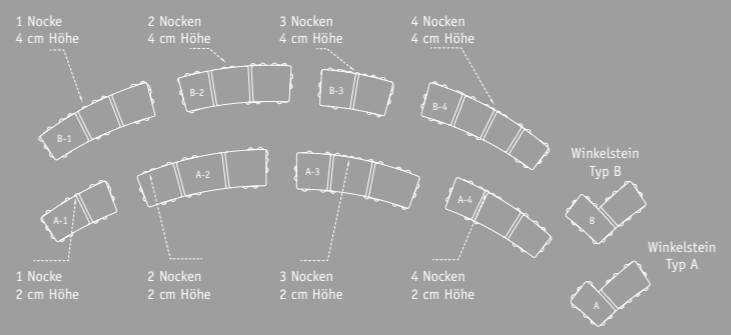 1 Nocke
4 cm Höhe
2 Nocken
4 cm Höhe
3 Nocken
4 cm Höhe
4 Nocken
4 cm Höhe
B-1
B-2
B-3
B-4
A-1
A-2
A-3
A-4
Winkelstein
Typ B
B
Winkelstein
Typ A
A
1 Nocke
2 cm Höhe
2 Nocken
2 cm Höhe
3 Nocken
2 cm Höhe
4 Nocken
2 cm Höhe